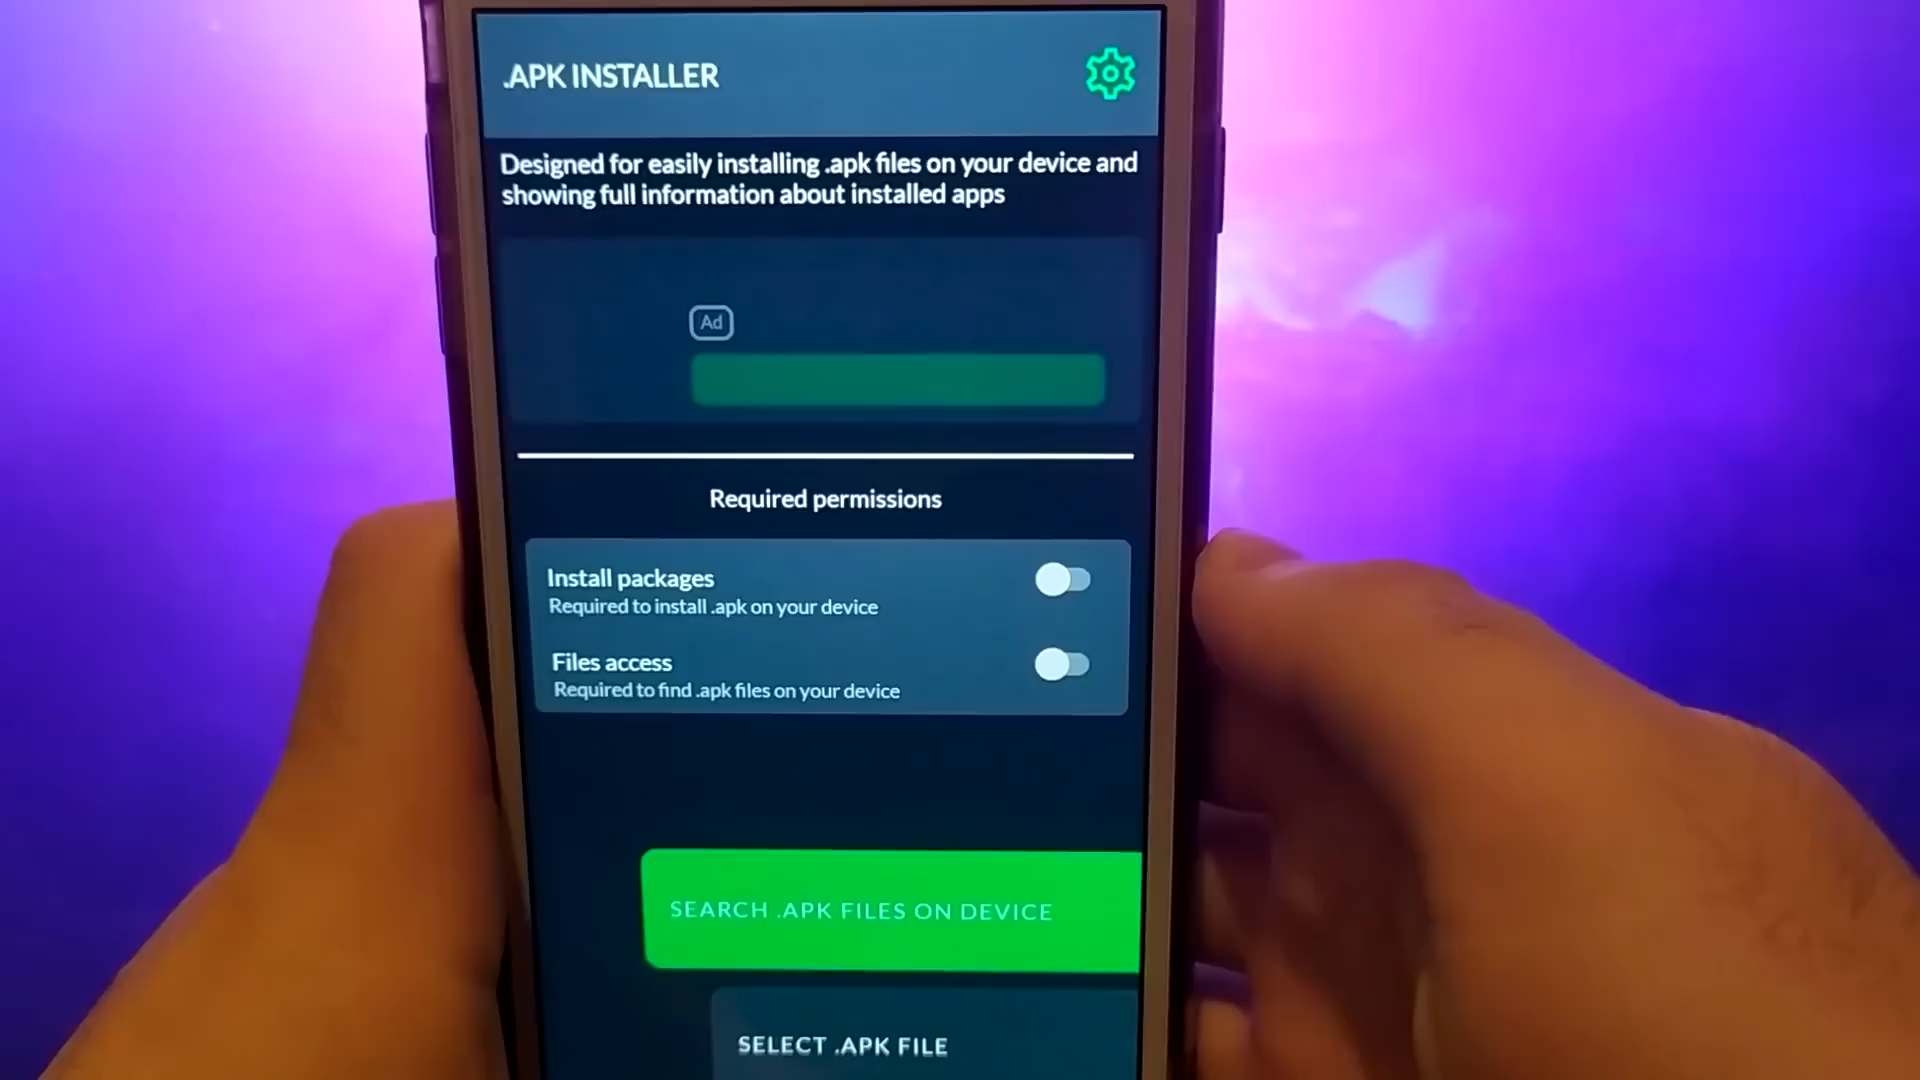 .APK INSTALLER
Designed for easily installing .apk files on your device and
showing full information about installed apps
Ad
Required permissions
Install packages
Required to install .apk on your device
Files access
Required to find .apk files on your device
SEARCH .APK FILES ON DEVICE
SELECT .APK FILE